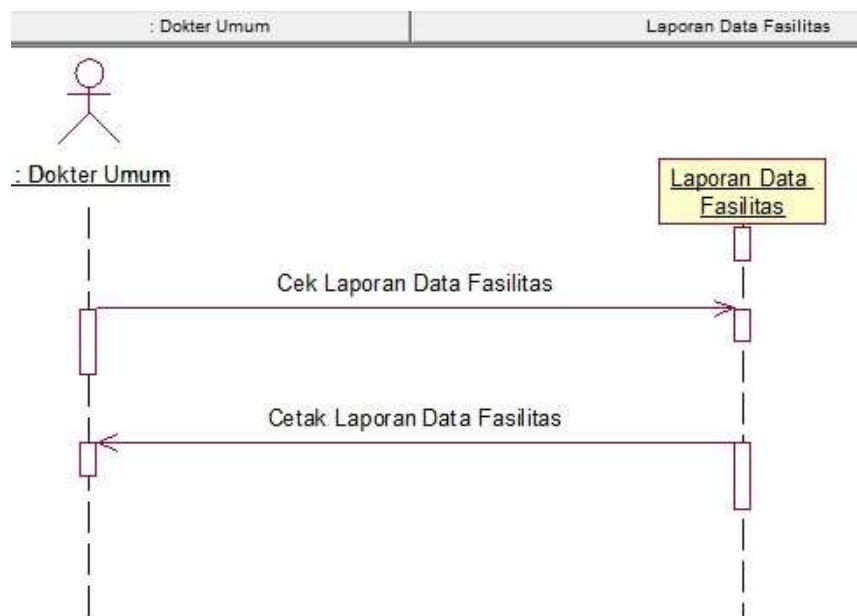 : Dokter Umum
Laporan Data Fasilitas
: Dokter Umum
Laporan Data
Fasilitas
Cek Laporan Data Fasilitas
Cetak Laporan Data Fasilitas